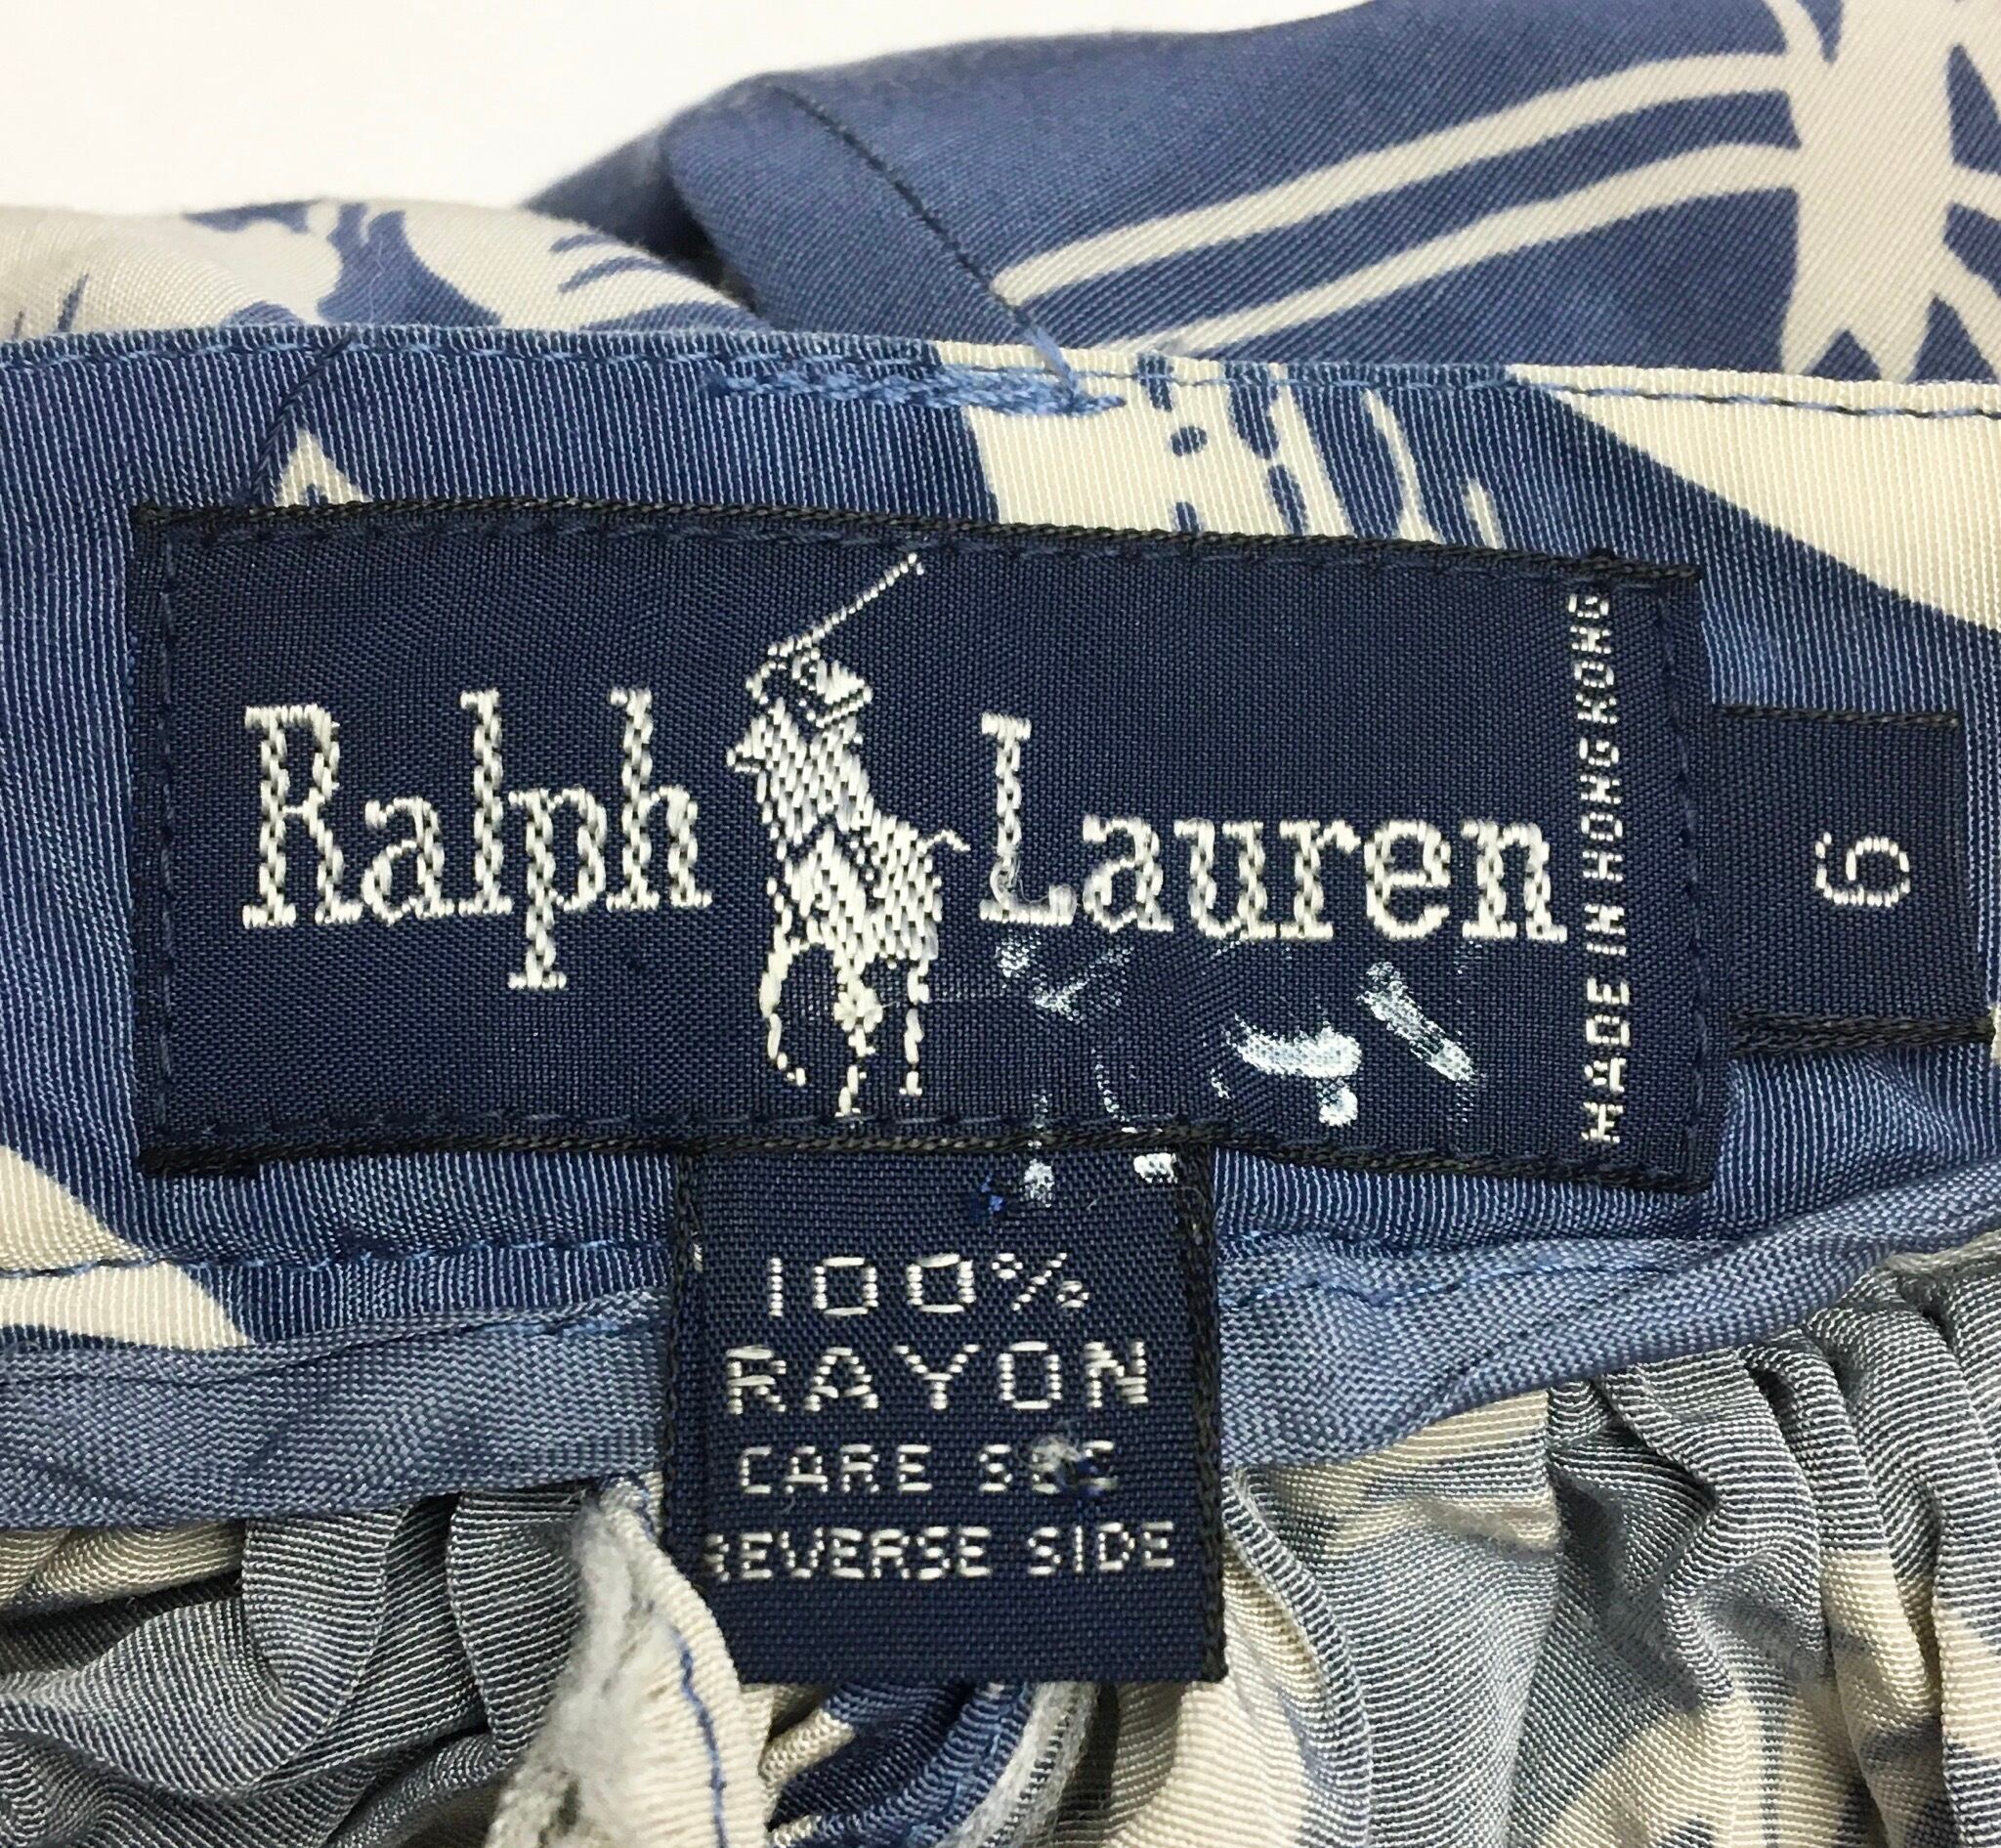 Ralph Lauren
MADE IN HONG KONG
6
100%
RAYON
CARE SEE
REVERSE SIDE